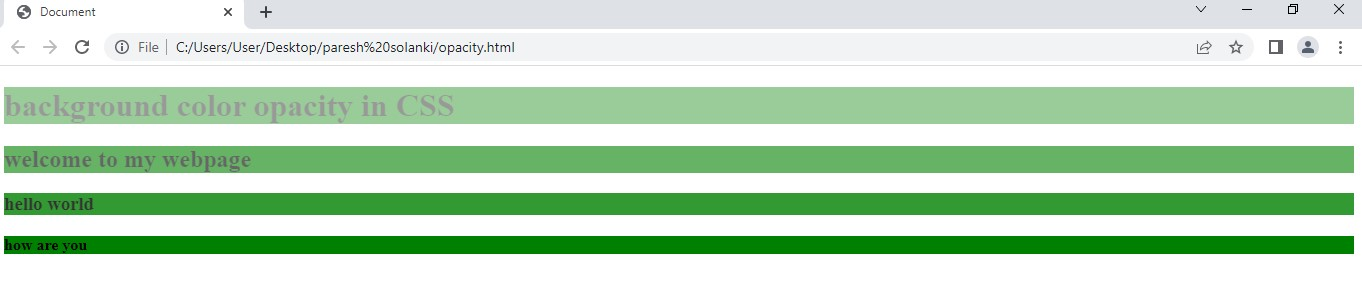 Document
File C:/Users/User/Desktop/paresh%20solanki/opacity.html
background color opacity in CSS
welcome to my webpage
hello world
how are you